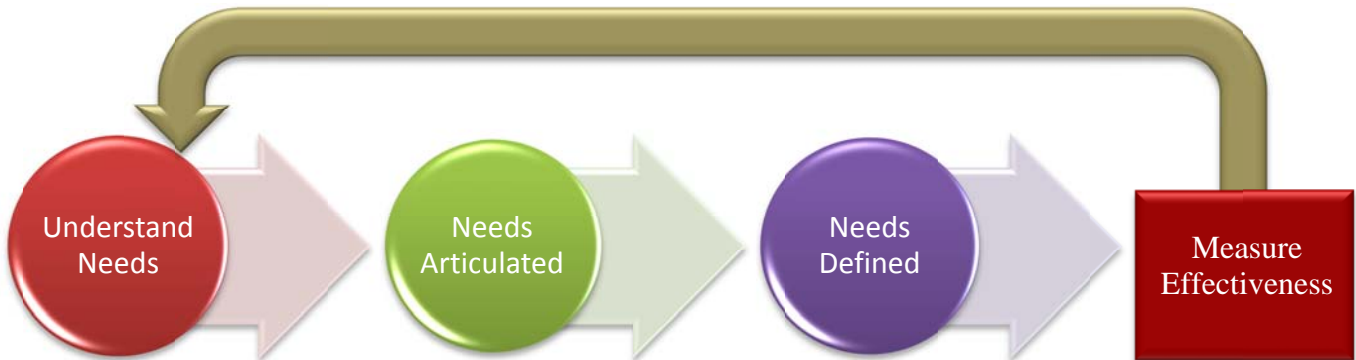 Understand
Needs
Needs
Articulated
Needs
Defined
Measure
Effectiveness